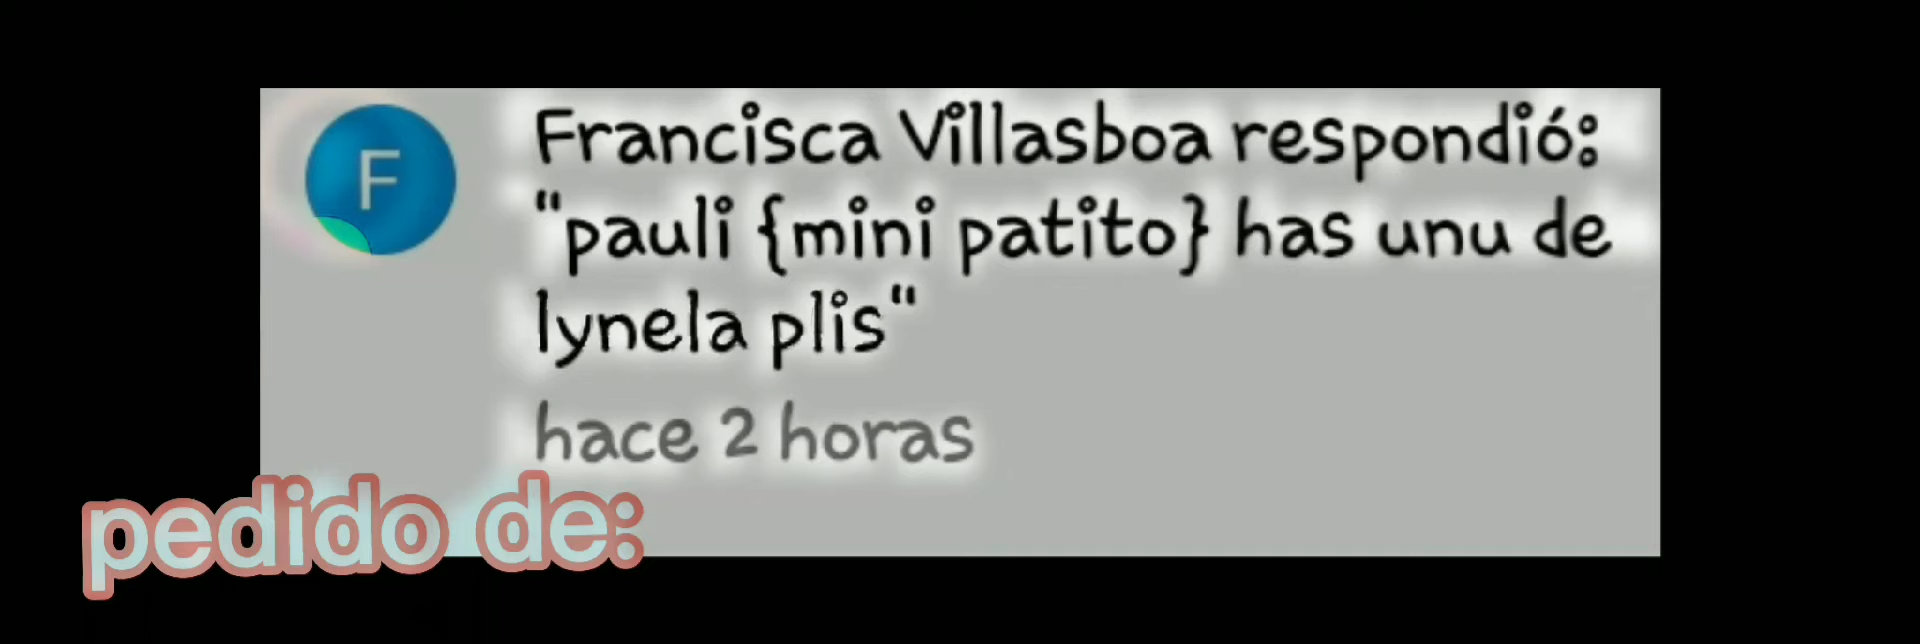 F
Francisca Villasboa respondió:
"pauli {mini patito} has unu de
lynela plis"
hace 2 horas
pedido de: